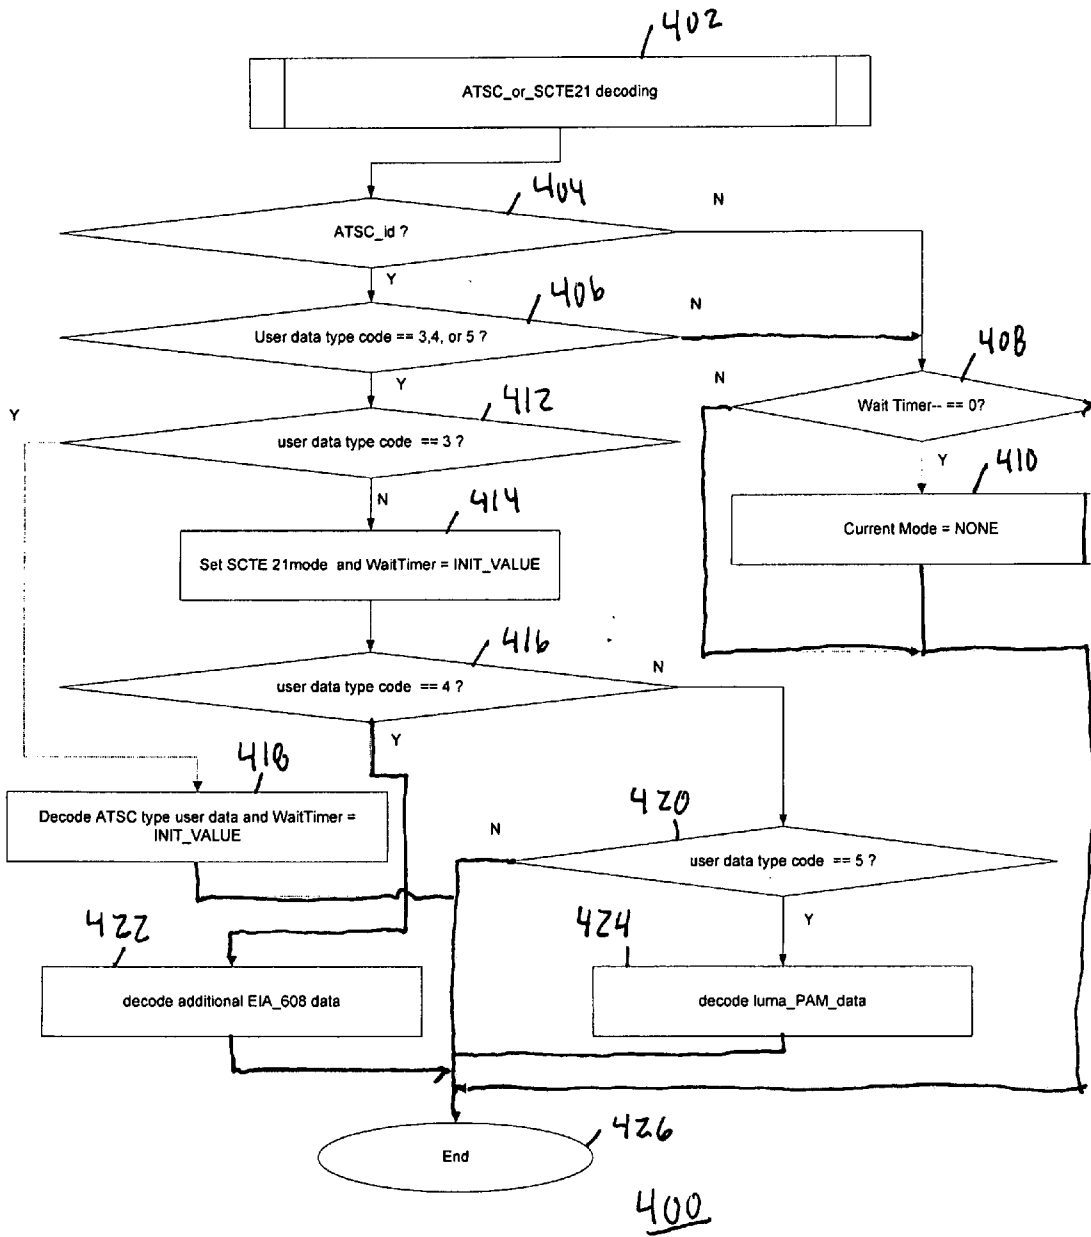 402
ATSC_or_SCTE21 decoding
404
N
ATSC_id ?
Y
406
N
User data type code == 3,4, or 5 ?
408
Y
N
Y
412
Wait Timer-- == 0?
user data type code == 3 ?
Y
410
N
414
Current Mode = NONE
Set SCTE 21mode and WaitTimer = INIT_VALUE
416
N
user data type code == 4 ?
Y
418
420
Decode ATSC type user data and WaitTimer =
INIT_VALUE
N
user data type code == 5 ?
422
424
Y
decode additional EIA_608 data
decode luma_PAM_data
426
End
400